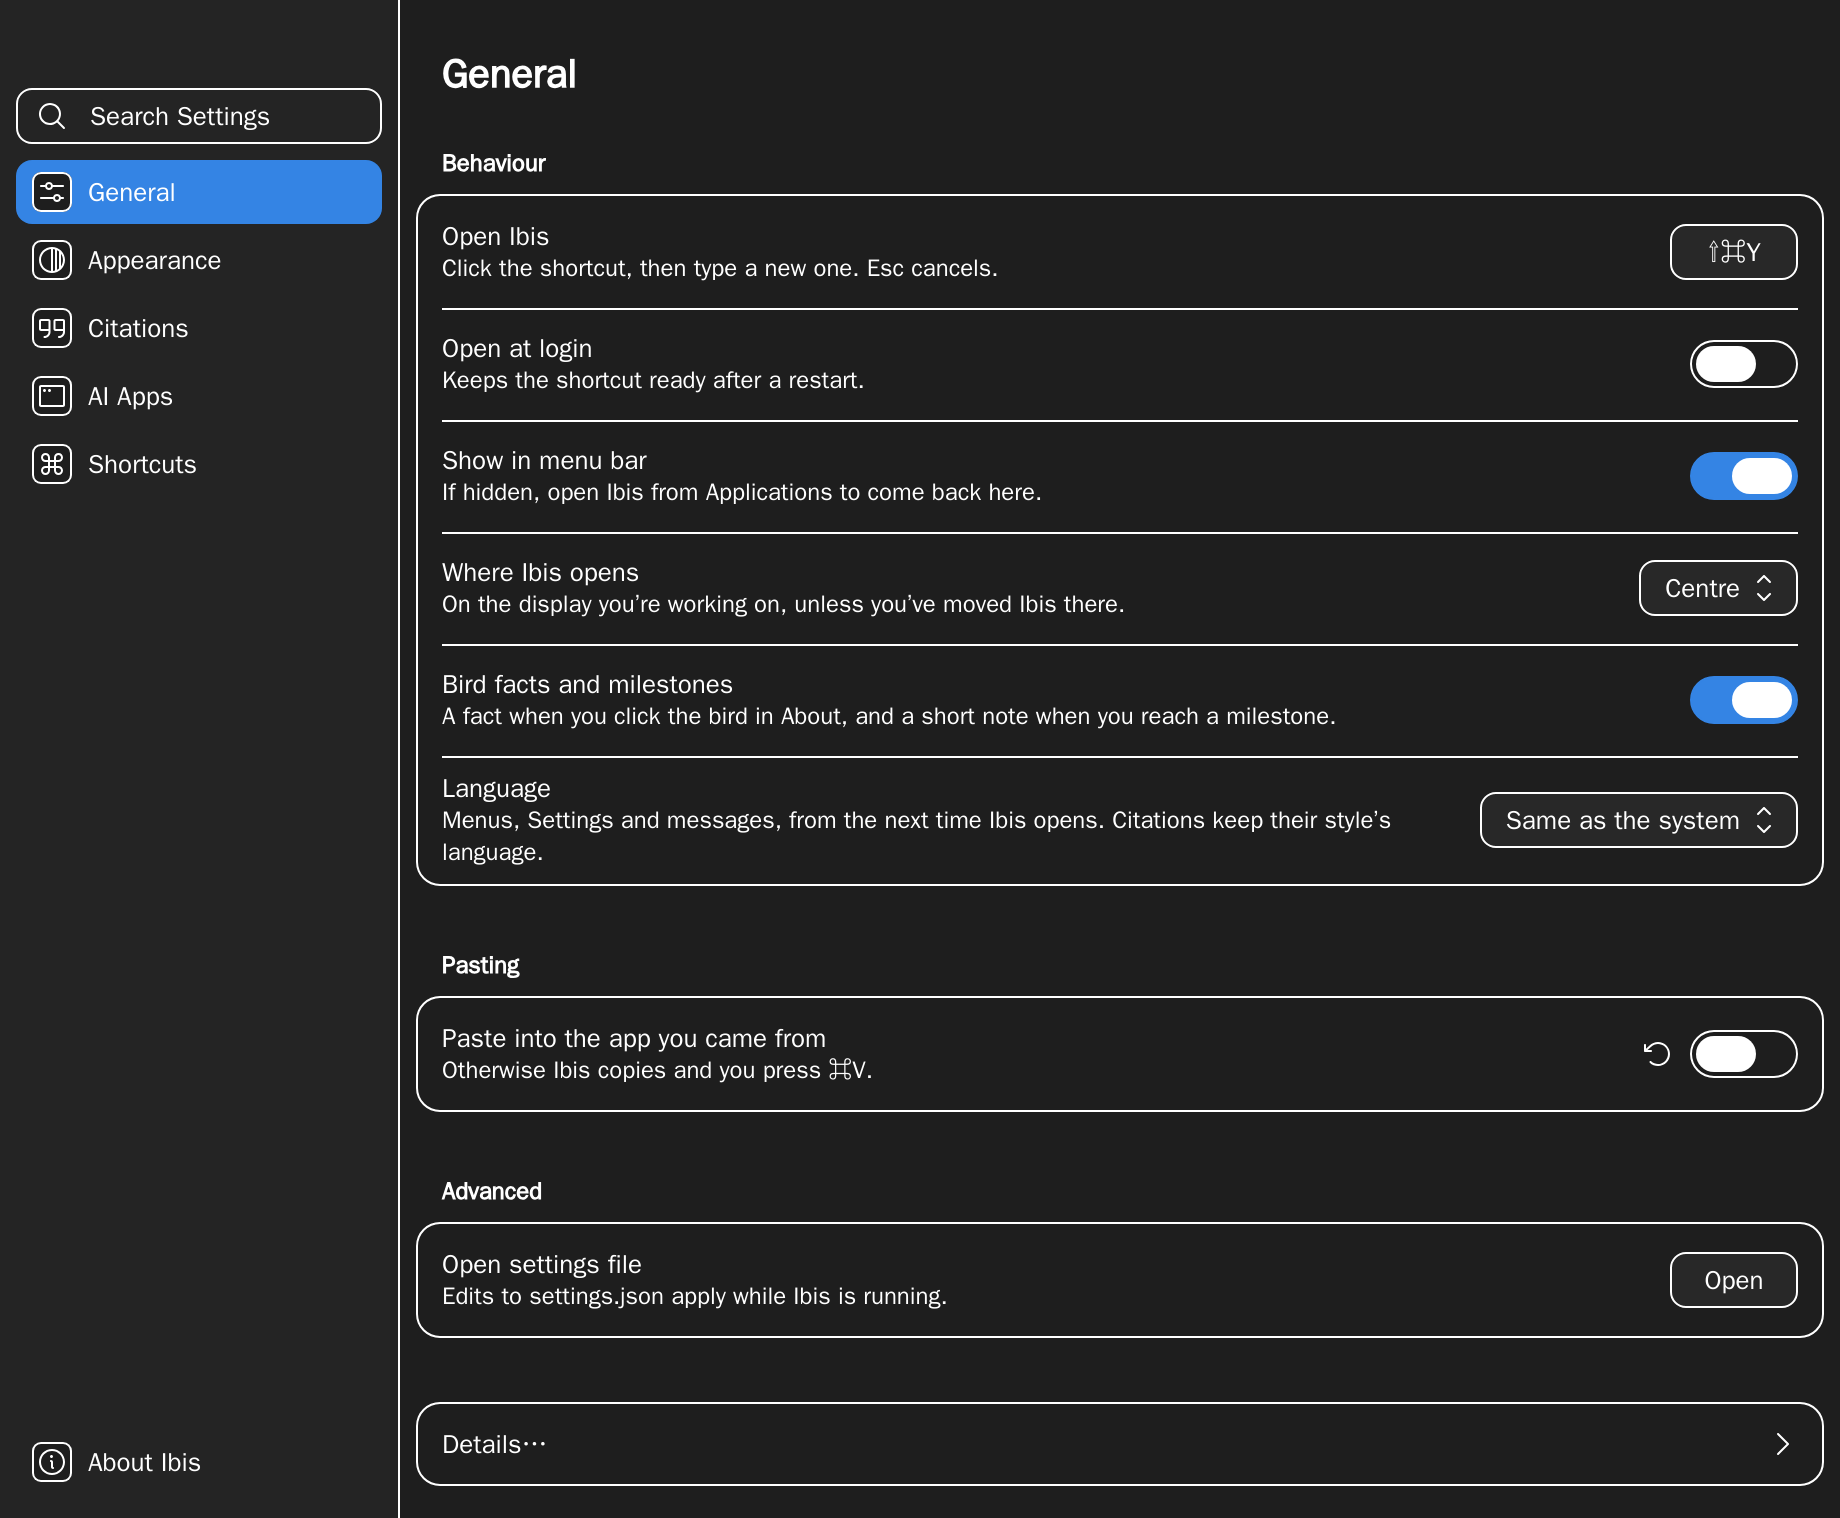 Search Settings
General
Appearance
Citations
AI Apps
Shortcuts
About Ibis
General
Behaviour
Open Ibis
Click the shortcut, then type a new one. Esc cancels.
⇧⌘Y
Open at login
Keeps the shortcut ready after a restart.
Show in menu bar
If hidden, open Ibis from Applications to come back here.
Where Ibis opens
On the display you’re working on, unless you’ve moved Ibis there.
Centre
Bird facts and milestones
A fact when you click the bird in About, and a short note when you reach a milestone.
Language
Menus, Settings and messages, from the next time Ibis opens. Citations keep their style’s
language.
Same as the system
Pasting
Paste into the app you came from
Otherwise Ibis copies and you press ⌘V.
Advanced
Open settings file
Edits to settings.json apply while Ibis is running.
Open
Details…